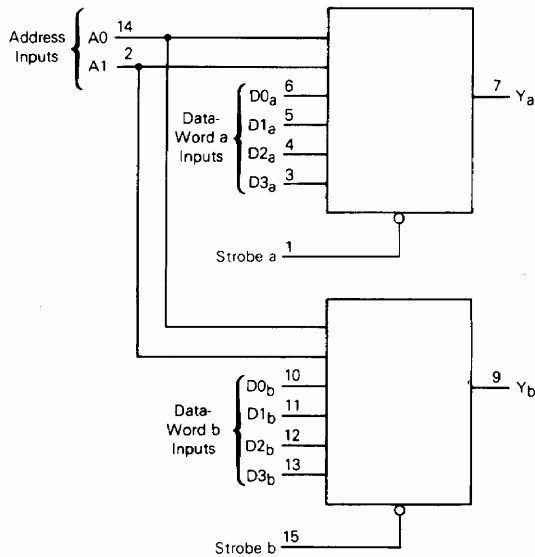 Address
Inputs
A0 14
A1 2
Data-
Word a
Inputs
D0a 6
D1a 5
D2a 4
D3a 3
7 Ya
Strobe a 1
Data-
Word b
Inputs
D0b 10
D1b 11
D2b 12
D3b 13
9 Yb
Strobe b 15